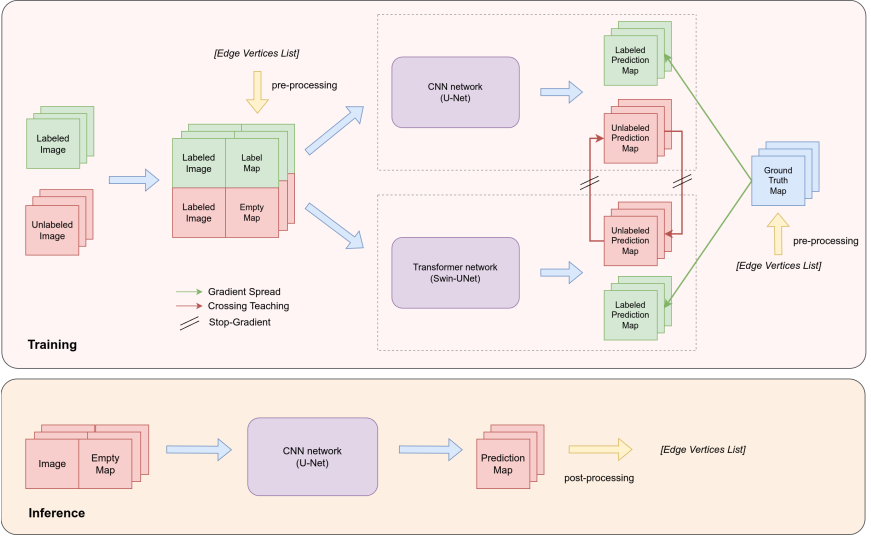 [Edge Vertices List]
pre-processing
Labeled
Image
Unlabeled
Image
Labeled
Image
Label
Map
Labeled
Image
Empty
Map
CNN network
(U-Net)
Labeled
Prediction
Map
Unlabeled
Prediction
Map
Transformer network
(Swin-UNet)
Unlabeled
Prediction
Map
Labeled
Prediction
Map
Ground
Truth
Map
pre-processing
[Edge Vertices List]
Gradient Spread
Crossing Teaching
Stop-Gradient
Training
Image
Empty
Map
CNN network
(U-Net)
Prediction
Map
post-processing
[Edge Vertices List]
Inference